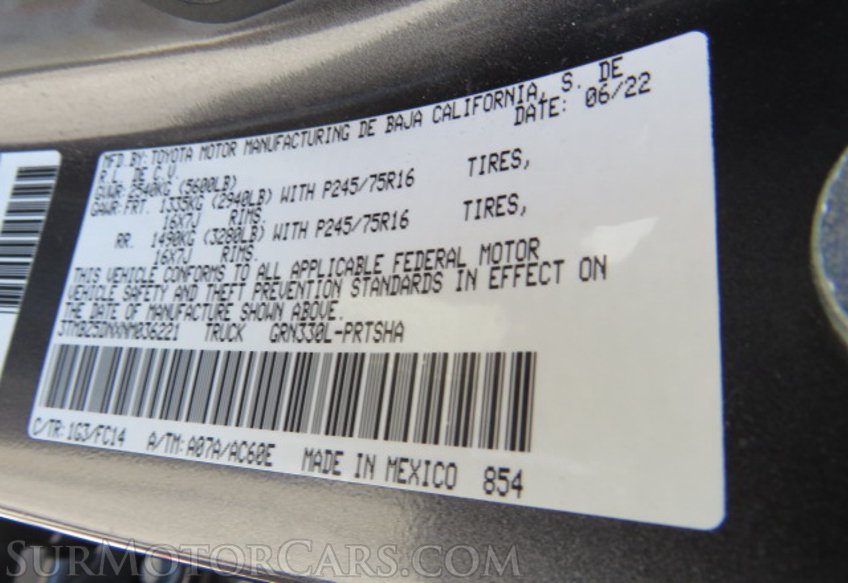 MFD. BY: TOYOTA MOTOR MANUFACTURING DE BAJA CALIFORNIA, S. DE
R.L. DE C.V. DATE: 06/22
GVWR: 2540KG (5600LB)
GAWR: FRT. 1335KG (2940LB) WITH P245/75R16 TIRES,
16X7J RIMS.
RR. 1490KG (3280LB) WITH P245/75R16 TIRES,
16X7J RIMS.
THIS VEHICLE CONFORMS TO ALL APPLICABLE FEDERAL MOTOR
VEHICLE SAFETY AND THEFT PREVENTION STANDARDS IN EFFECT ON
THE DATE OF MANUFACTURE SHOWN ABOVE.
3TMBZ5DNXNM036221 TRUCK GRN330L-PRTSHA
C/TR: 1G3/FC14 A/TM: A07A/AC60E MADE IN MEXICO 854
SURMOTORCARS.COM